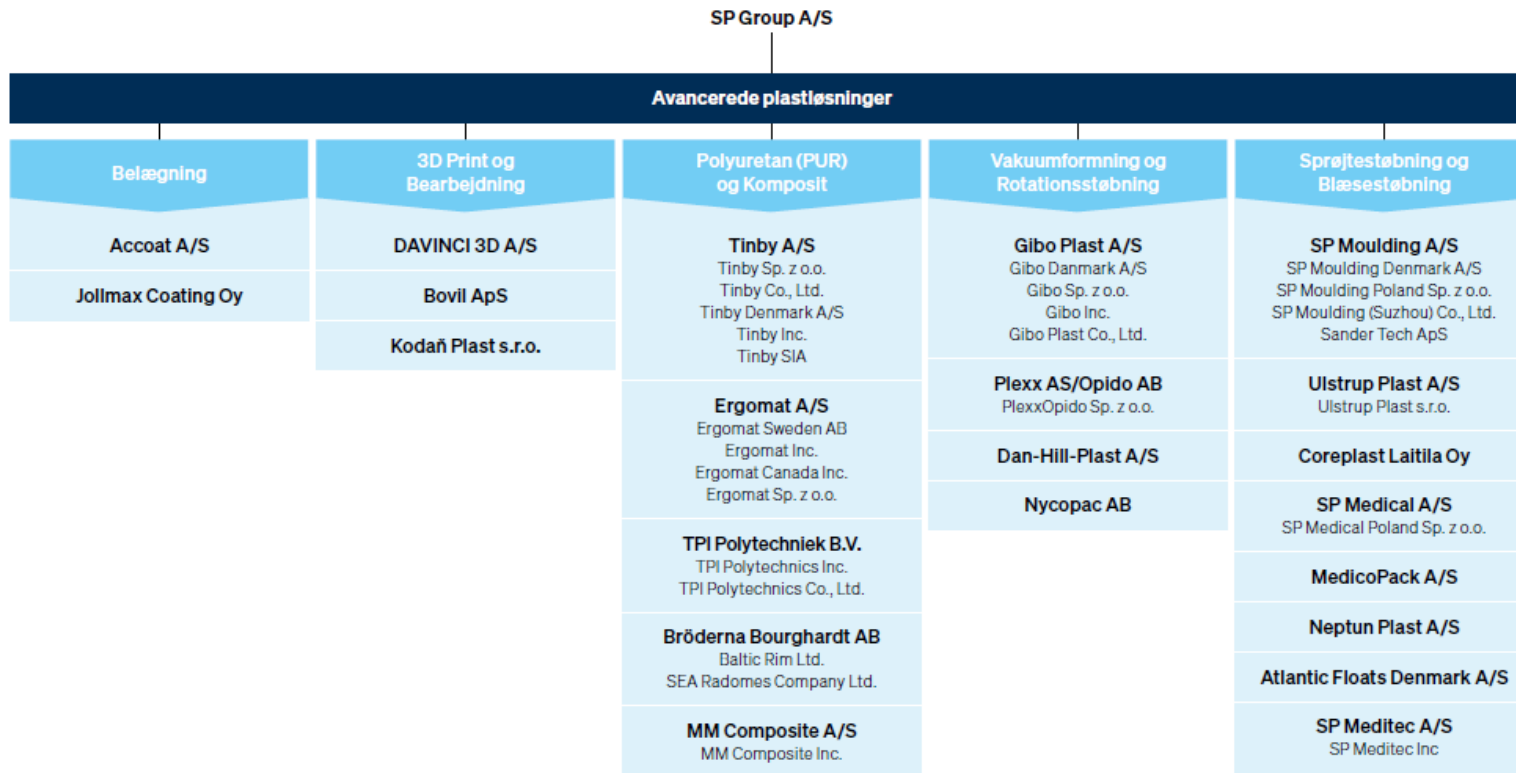 SP Group A/S
Avancerede plastløsninger
Belægning
Accoat A/S
Jollmax Coating Oy
3D Print og
Bearbejdning
DAVINCI 3D A/S
Bovil ApS
Kodaň Plast s.r.o.
Polyuretan (PUR)
og Komposit
Tinby A/S
Tinby Sp. z o.o.
Tinby Co., Ltd.
Tinby Denmark A/S
Tinby Inc.
Tinby SIA
Ergomat A/S
Ergomat Sweden AB
Ergomat Inc.
Ergomat Canada Inc.
Ergomat Sp. z o.o.
TPI Polytechniek B.V.
TPI Polytechnics Inc.
TPI Polytechnics Co., Ltd.
Bröderna Bourghardt AB
Baltic Rim Ltd.
SEA Radomes Company Ltd.
MM Composite A/S
MM Composite Inc.
Vakuumformning og
Rotationsstøbning
Gibo Plast A/S
Gibo Danmark A/S
Gibo Sp. z o.o.
Gibo Inc.
Gibo Plast Co., Ltd.
Plexx AS/Opido AB
PlexxOpido Sp. z o.o.
Dan-Hill-Plast A/S
Nycopac AB
Sprøjtestøbning og
Blæsestøbning
SP Moulding A/S
SP Moulding Denmark A/S
SP Moulding Poland Sp. z o.o.
SP Moulding (Suzhou) Co., Ltd.
Sander Tech ApS
Ulstrup Plast A/S
Ulstrup Plast s.r.o.
Coreplast Laitila Oy
SP Medical A/S
SP Medical Poland Sp. z o.o.
MedicoPack A/S
Neptun Plast A/S
Atlantic Floats Denmark A/S
SP Meditec A/S
SP Meditec Inc